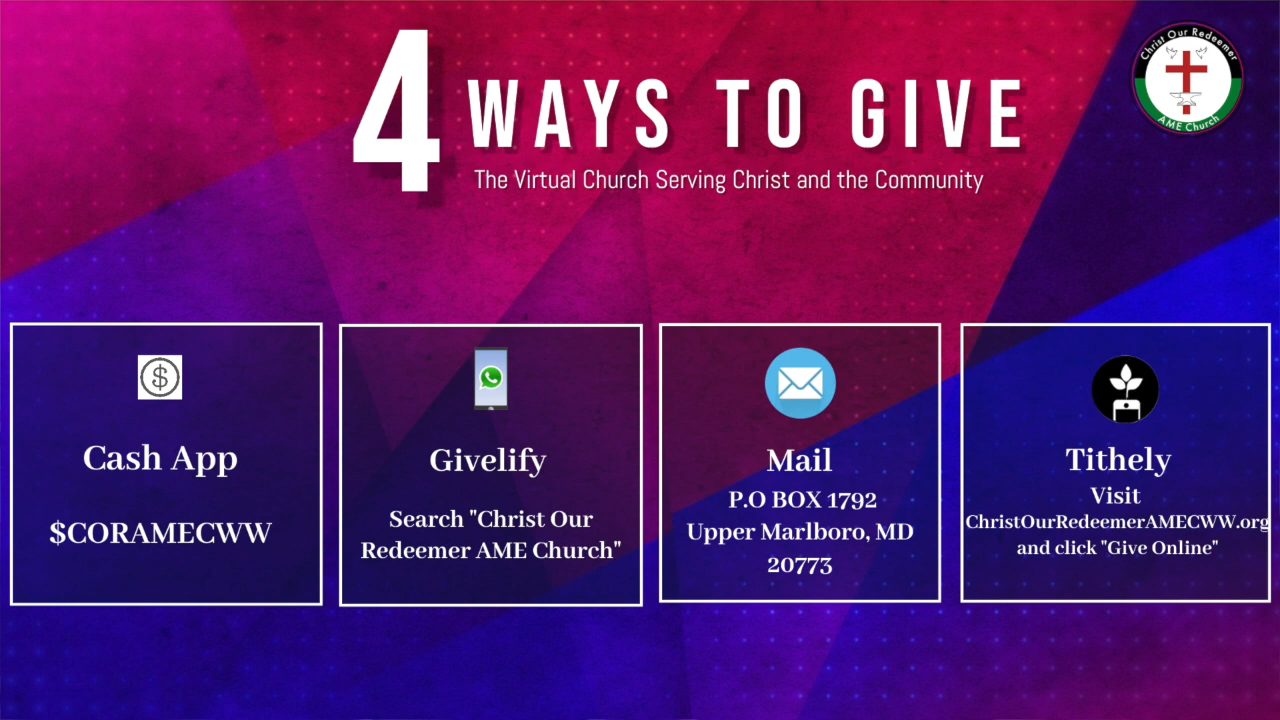 4 WAYS TO GIVE
The Virtual Church Serving Christ and the Community
Christ Our Redeemer
AME Church
Cash App
$CORAMECWW
Givelify
Search "Christ Our
Redeemer AME Church"
Mail
P.O BOX 1792
Upper Marlboro, MD
20773
Tithely
Visit
ChristOurRedeemerAMECWW.org
and click "Give Online"